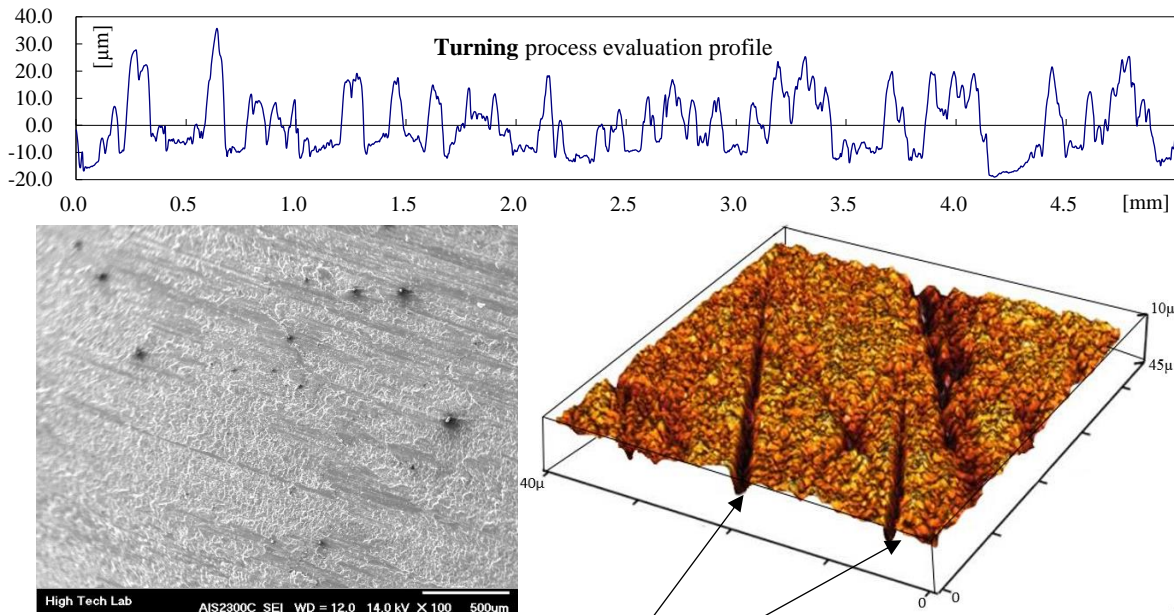 40.0
30.0
20.0
10.0
0.0
-10.0
-20.0
[µm]
Turning process evaluation profile
0.0 0.5 1.0 1.5 2.0 2.5 3.0 3.5 4.0 4.5 [mm]
10µ
45µ
40µ
0
0
High Tech Lab
AIS2300C SEI WD = 12.0 14.0 kV X 100 500um